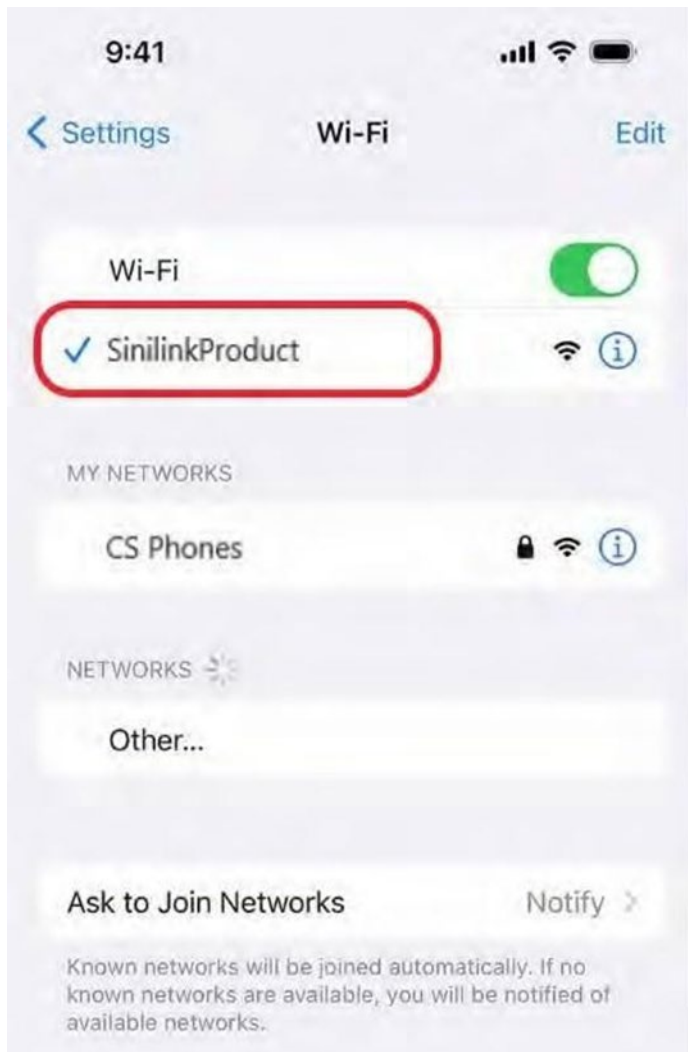 9:41
Settings Wi-Fi Edit
Wi-Fi
SinilinkProduct
MY NETWORKS
CS Phones
NETWORKS
Other...
Ask to Join Networks Notify
Known networks will be joined automatically. If no
known networks are available, you will be notified of
available networks.